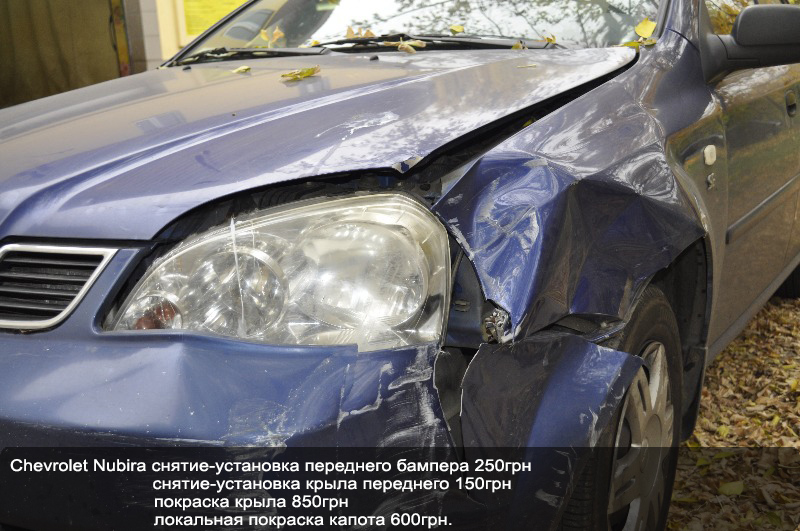 Chevrolet Nubira снятие-установка переднего бампера 250грн
снятие-установка крыла переднего 150грн
покраска крыла 850грн
локальная покраска капота 600грн.